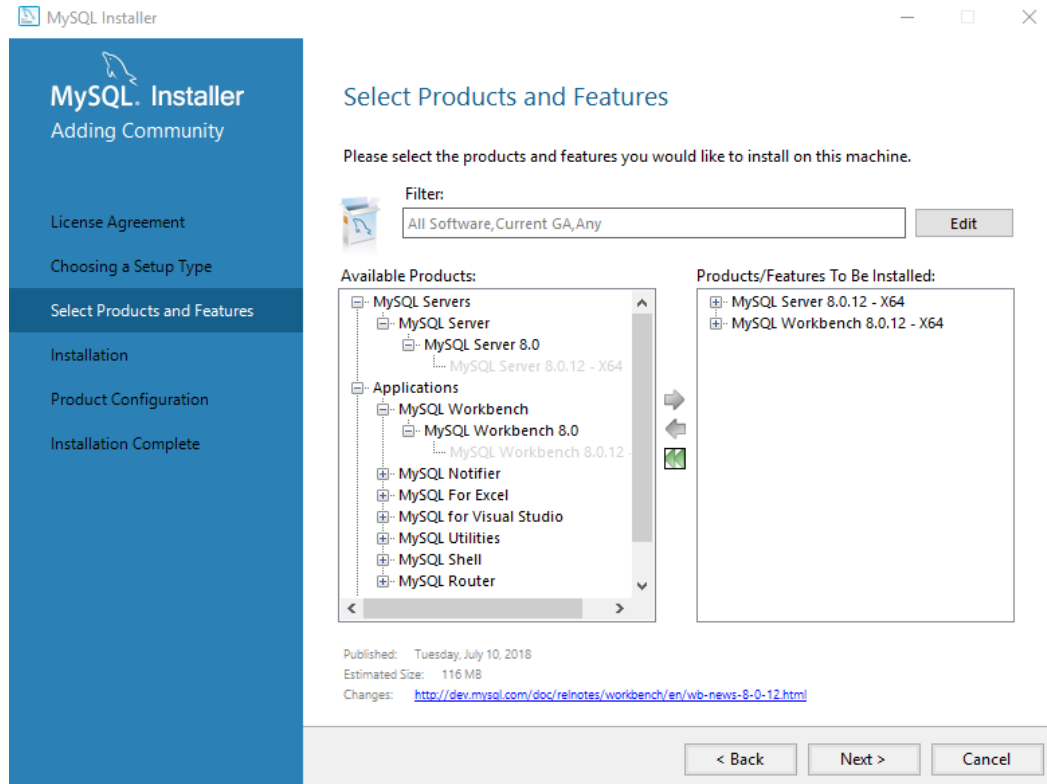 MySQL Installer
MySQL. Installer
Adding Community
License Agreement
Choosing a Setup Type
Select Products and Features
Installation
Product Configuration
Installation Complete
Select Products and Features
Please select the products and features you would like to install on this machine.
Filter:
All Software,Current GA,Any
Edit
Available Products:
MySQL Servers
MySQL Server
MySQL Server 8.0
MySQL Server 8.0.12 - X64
Applications
MySQL Workbench
MySQL Workbench 8.0
MySQL Workbench 8.0.12 -
MySQL Notifier
MySQL For Excel
MySQL for Visual Studio
MySQL Utilities
MySQL Shell
MySQL Router
Products/Features To Be Installed:
MySQL Server 8.0.12 - X64
MySQL Workbench 8.0.12 - X64
Published: Tuesday, July 10, 2018
Estimated Size: 116 MB
Changes: http://dev.mysql.com/doc/relnotes/workbench/en/wb-news-8-0-12.html
< Back
Next >
Cancel